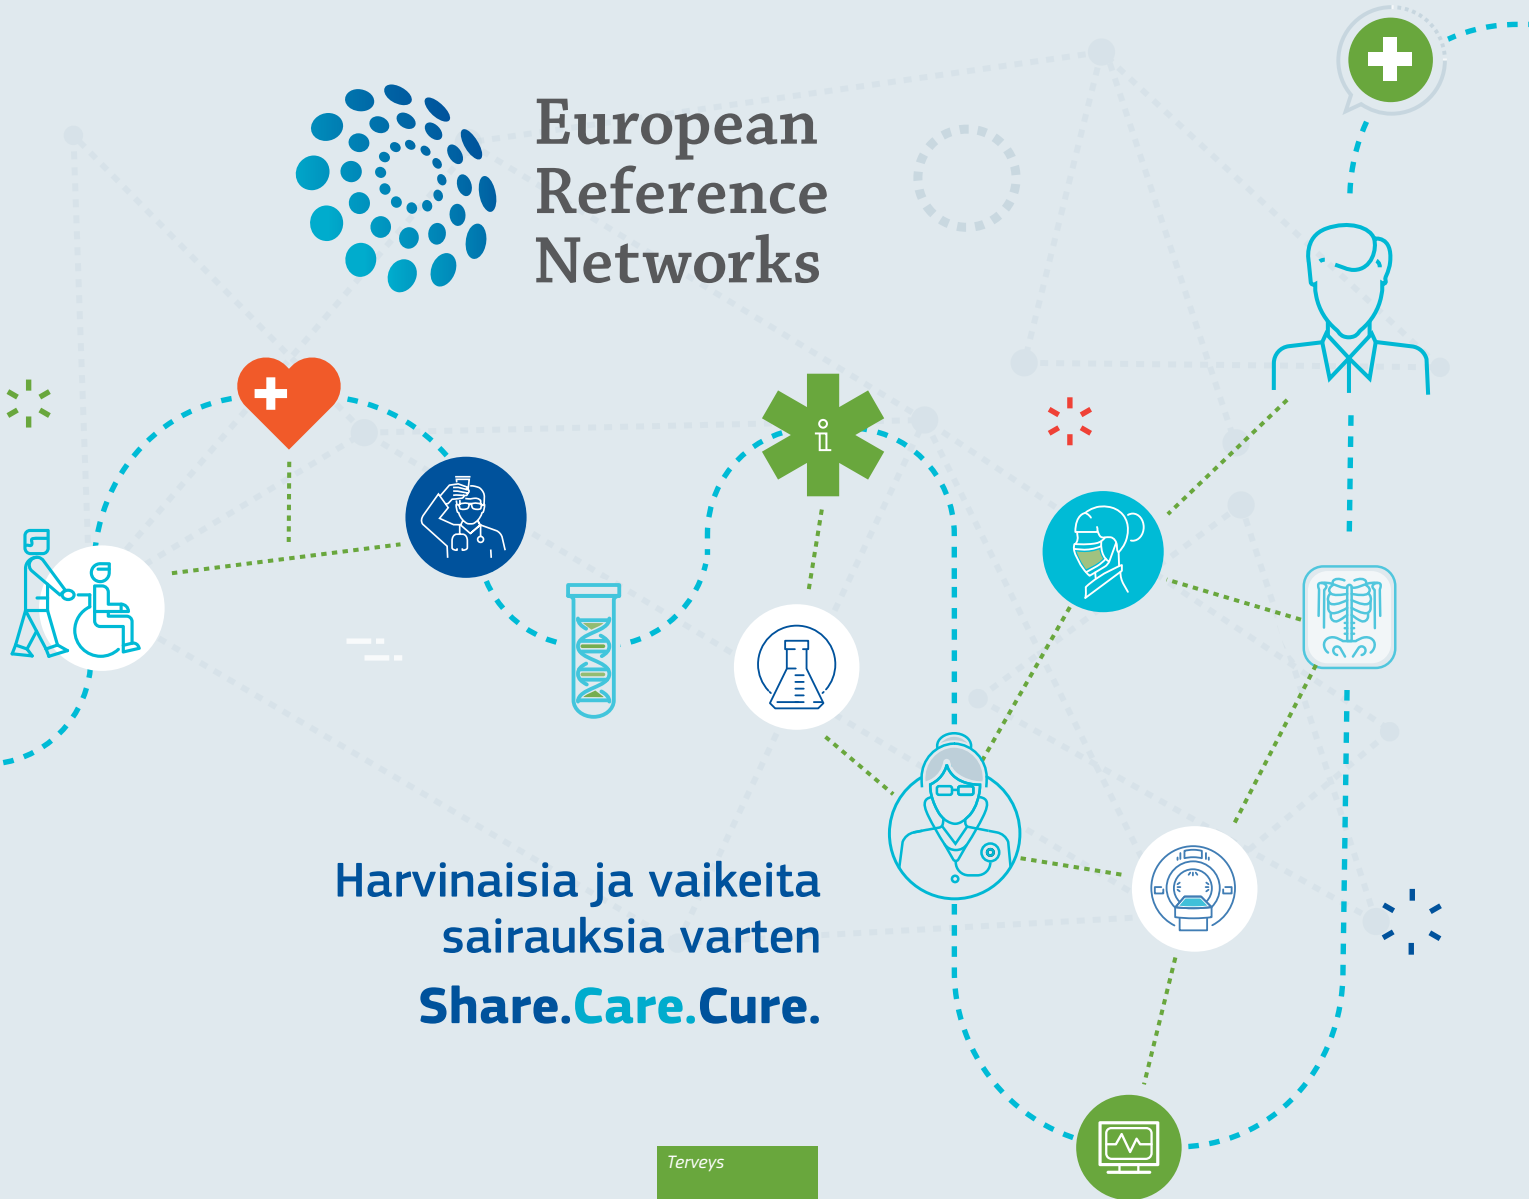 European
Reference
Networks
i
Harvinaisia ja vaikeita
sairauksia varten
Share.Care.Cure.
Terveys